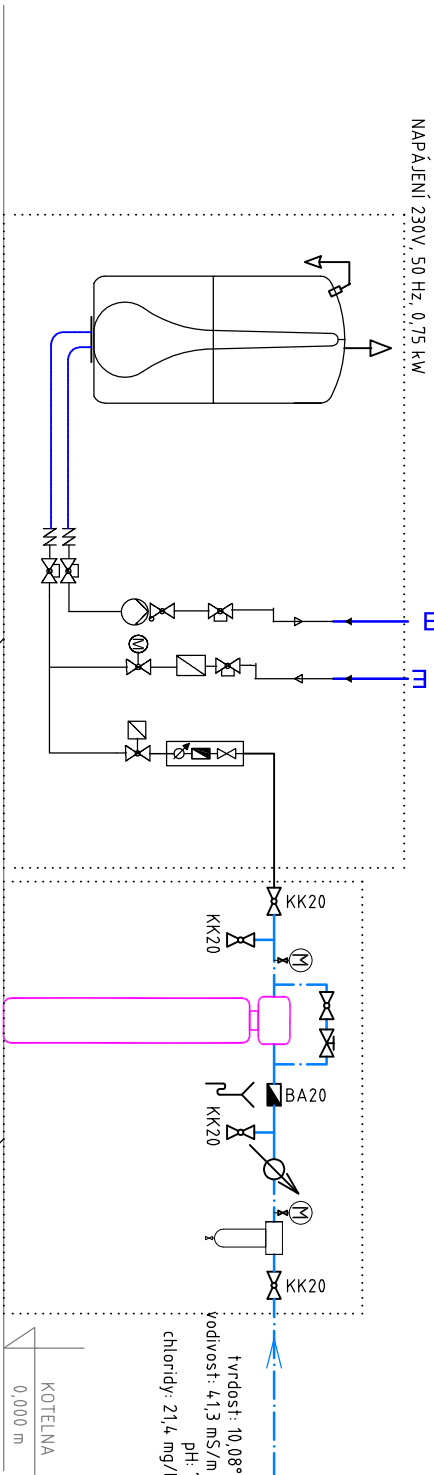 NAPÁJENÍ 230V, 50 Hz, 0,75 kW
E
E
M
KK20
KK20
M
BA20
KK20
M
KK20
tvrdost: 10,08°
vodivost: 41,3 mS/m
pH:
chloridy: 21,4 mg/l
KOTELNA
0,000 m